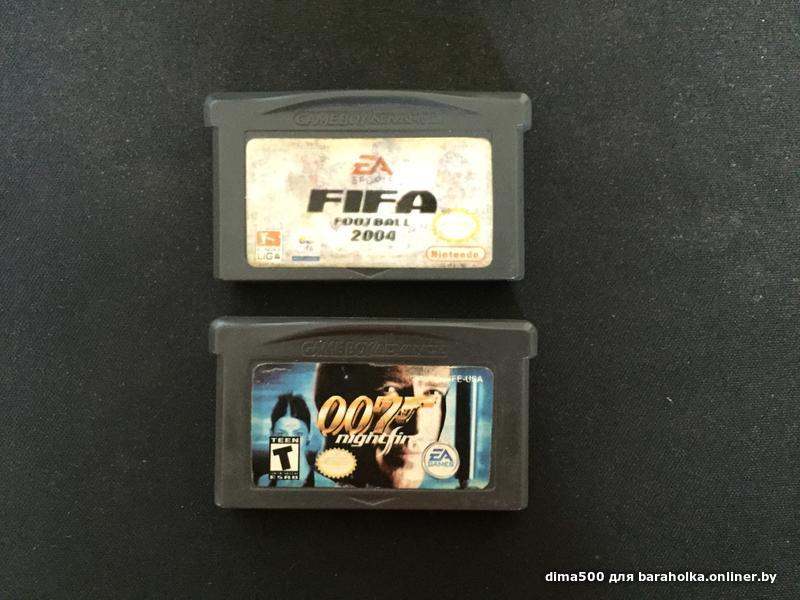 GAME BOY ADVANCE
EA
SPORTS
FIFA
FOOTBALL
2004
LIGA
Nintendo
GAME BOY ADVANCE
FE-USA
007
nightfire
TEEN
T
ESRB
EA
GAMES
dima500 для baraholka.onliner.by